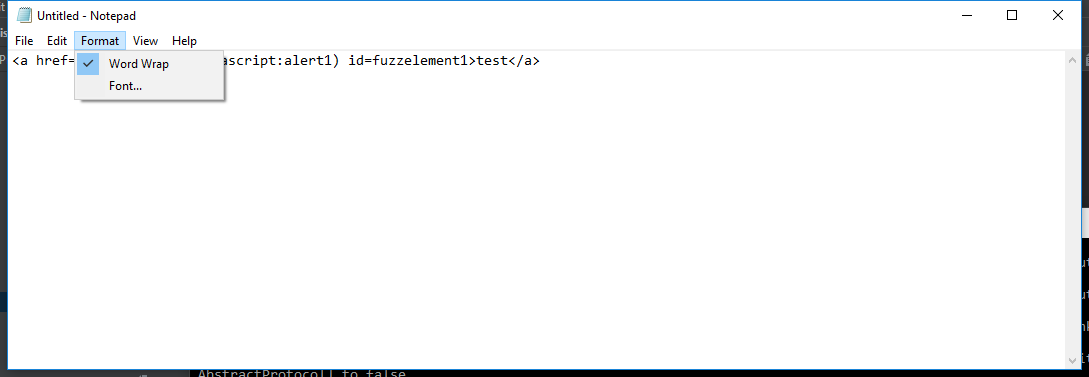 Untitled - Notepad
File Edit Format View Help
<a href= ascript:alert1) id=fuzzelement1>test</a>
Word Wrap
Font...
AbstractProtocol] to false